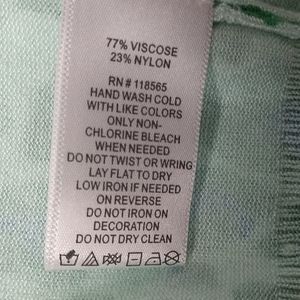 77% VISCOSE
23% NYLON
RN # 118565
HAND WASH COLD
WITH LIKE COLORS
ONLY NON-
CHLORINE BLEACH
WHEN NEEDED
DO NOT TWIST OR WRING
LAY FLAT TO DRY
LOW IRON IF NEEDED
ON REVERSE
DO NOT IRON ON
DECORATION
DO NOT DRY CLEAN